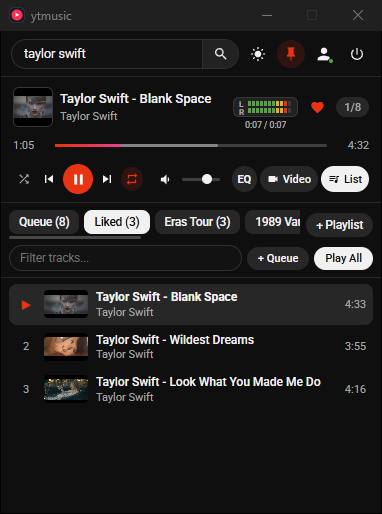 ytmusic
taylor swift
Taylor Swift - Blank Space
Taylor Swift
L
R
0:07 / 0:07
1/8
1:05
4:32
EQ
Video
List
Queue (8)
Liked (3)
Eras Tour (3)
1989 Vau
+ Playlist
Filter tracks...
+ Queue
Play All
Taylor Swift - Blank Space
Taylor Swift
4:33
2
Taylor Swift - Wildest Dreams
Taylor Swift
3:55
3
Taylor Swift - Look What You Made Me Do
Taylor Swift
4:16